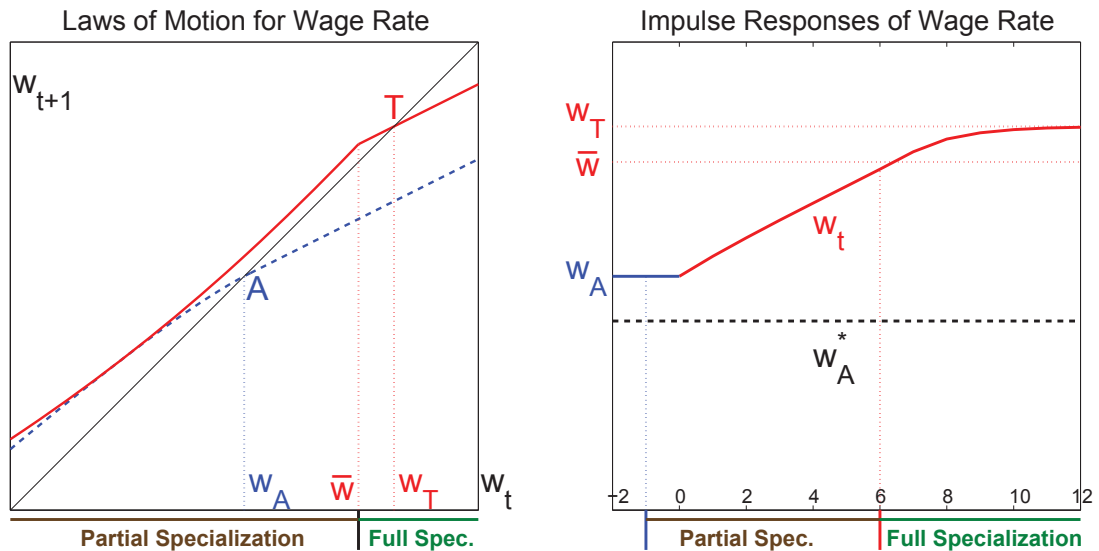 Laws of Motion for Wage Rate
w_{t+1}
T
A
w_A
w̅
w_T
w_t
Partial Specialization
Full Spec.
Impulse Responses of Wage Rate
w_T
w̅
w_t
w_A
w_A^*
−2 0 2 4 6 8 10 12
Partial Spec.
Full Specialization